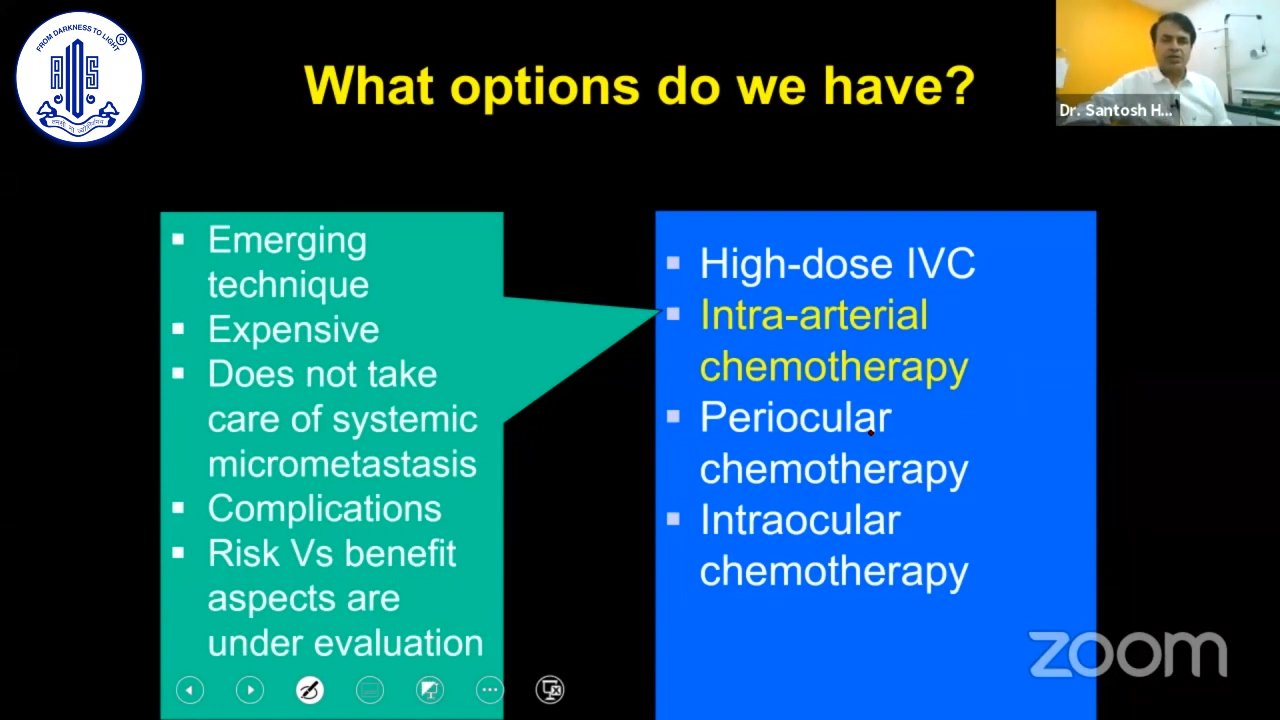 FROM DARKNESS TO LIGHT
®
AIOS
What options do we have?
Dr. Santosh H...
Emerging
technique
Expensive
Does not take
care of systemic
micrometastasis
Complications
Risk Vs benefit
aspects are
under evaluation
High-dose IVC
Intra-arterial
chemotherapy
Periocular
chemotherapy
Intraocular
chemotherapy
zoom